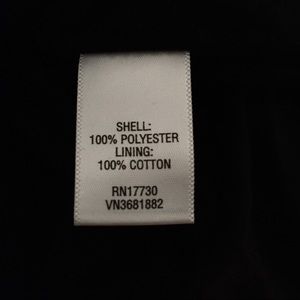 SHELL:
100% POLYESTER
LINING:
100% COTTON
RN17730
VN3681882